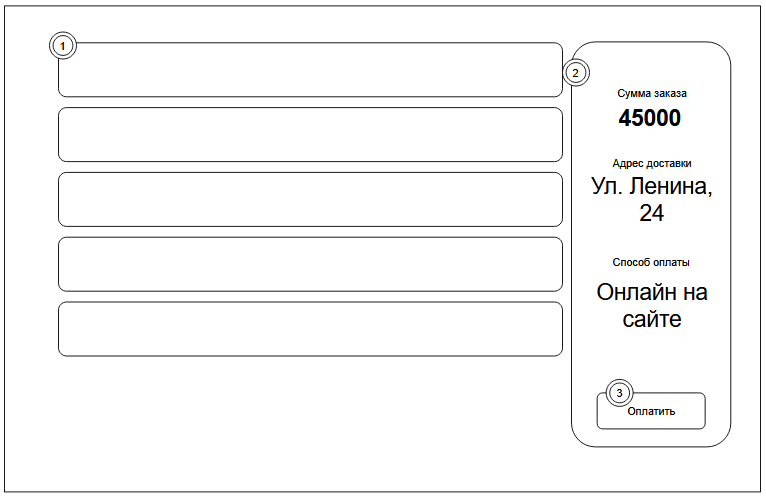 1
2
Сумма заказа
45000
Адрес доставки
Ул. Ленина,
24
Способ оплаты
Онлайн на
сайте
3
Оплатить